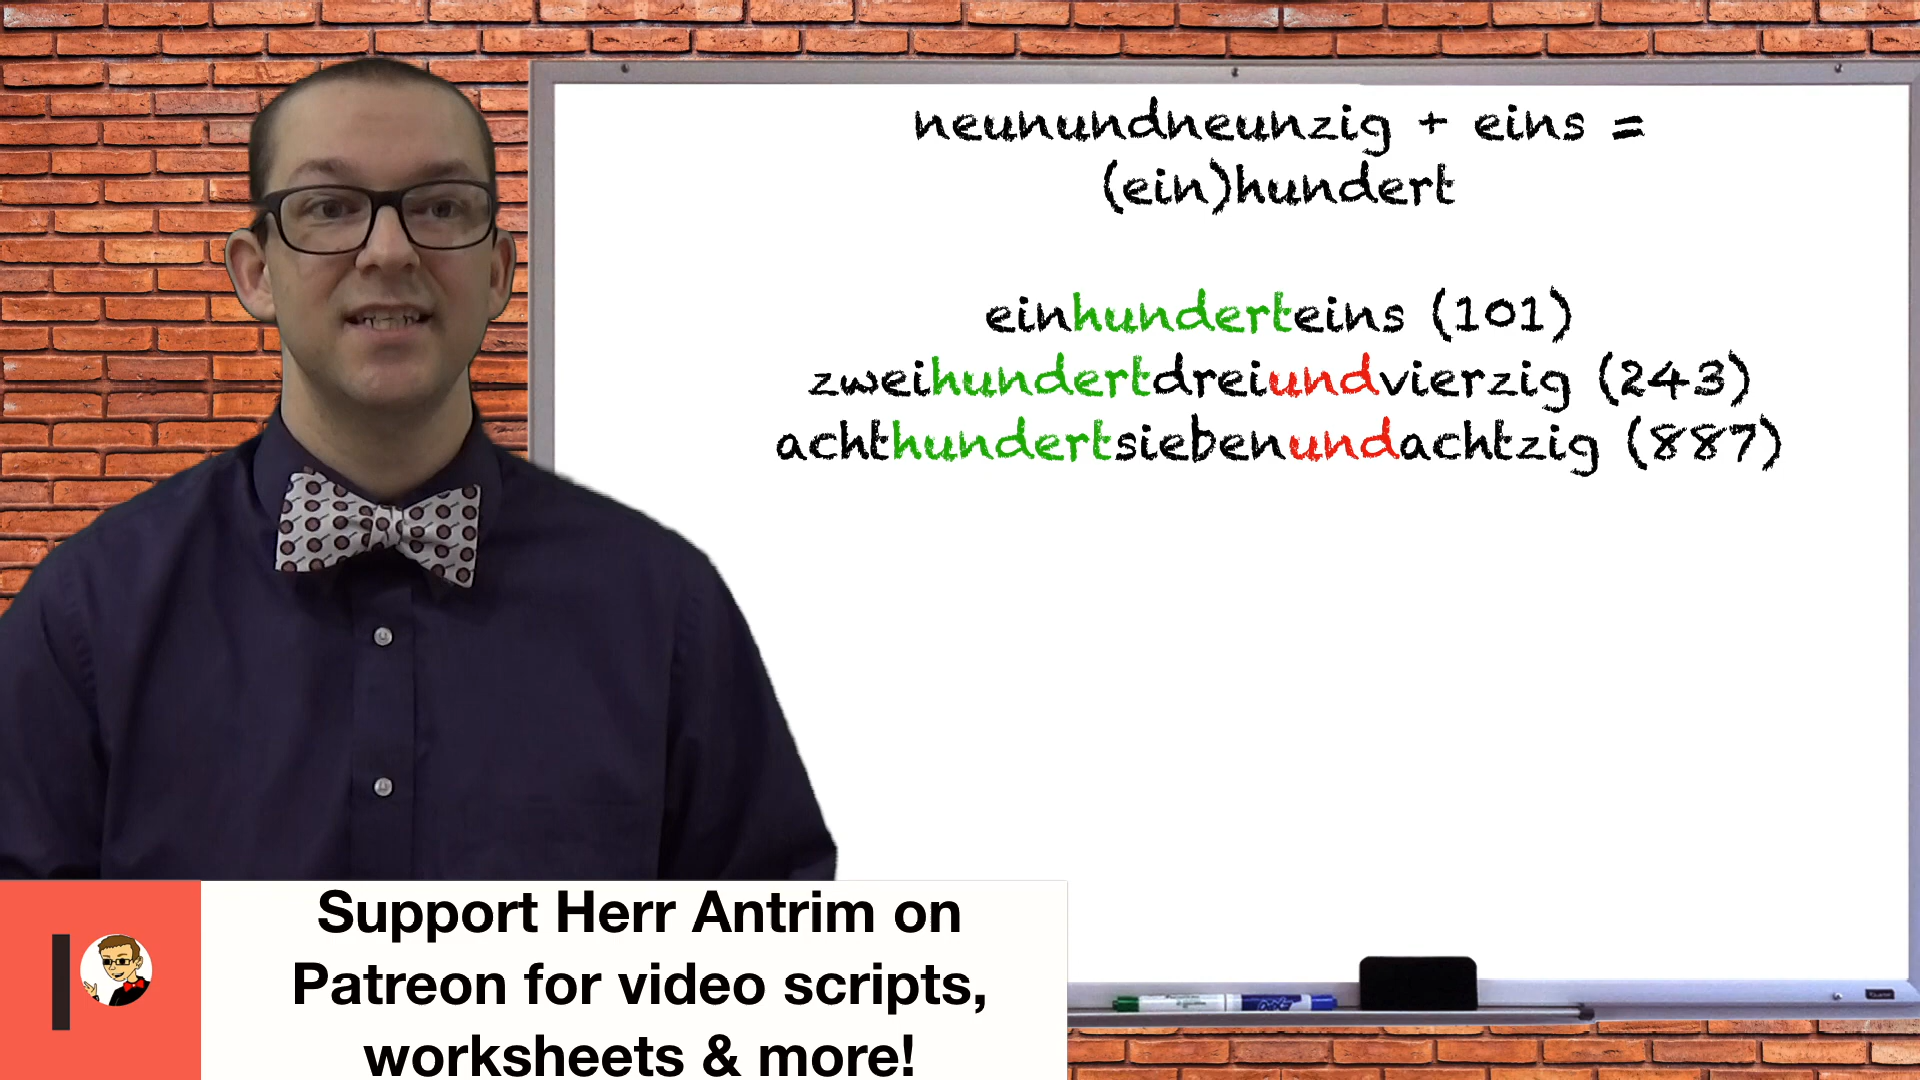 neunundneunzig + eins =
(ein)hundert
einhunderteins (101)
zweihundertdreiundvierzig (243)
achthundertsiebenundachtzig (887)
Support Herr Antrim on
Patreon for video scripts,
worksheets & more!